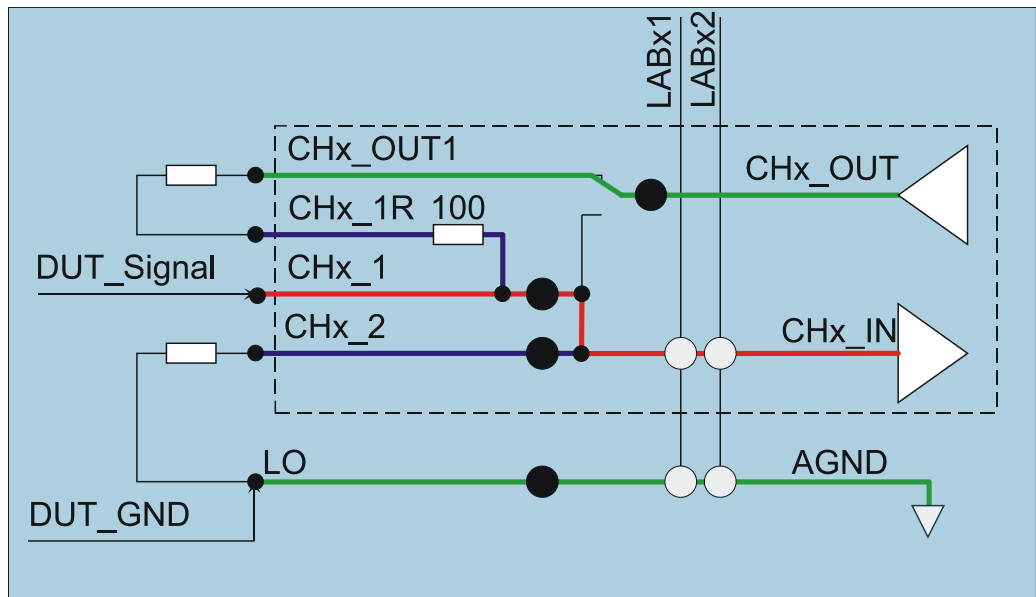 LABx1
LABx2
CHx_OUT1
CHx_OUT
CHx_1R 100
DUT_Signal
CHx_1
CHx_2
CHx_IN
LO
AGND
DUT_GND